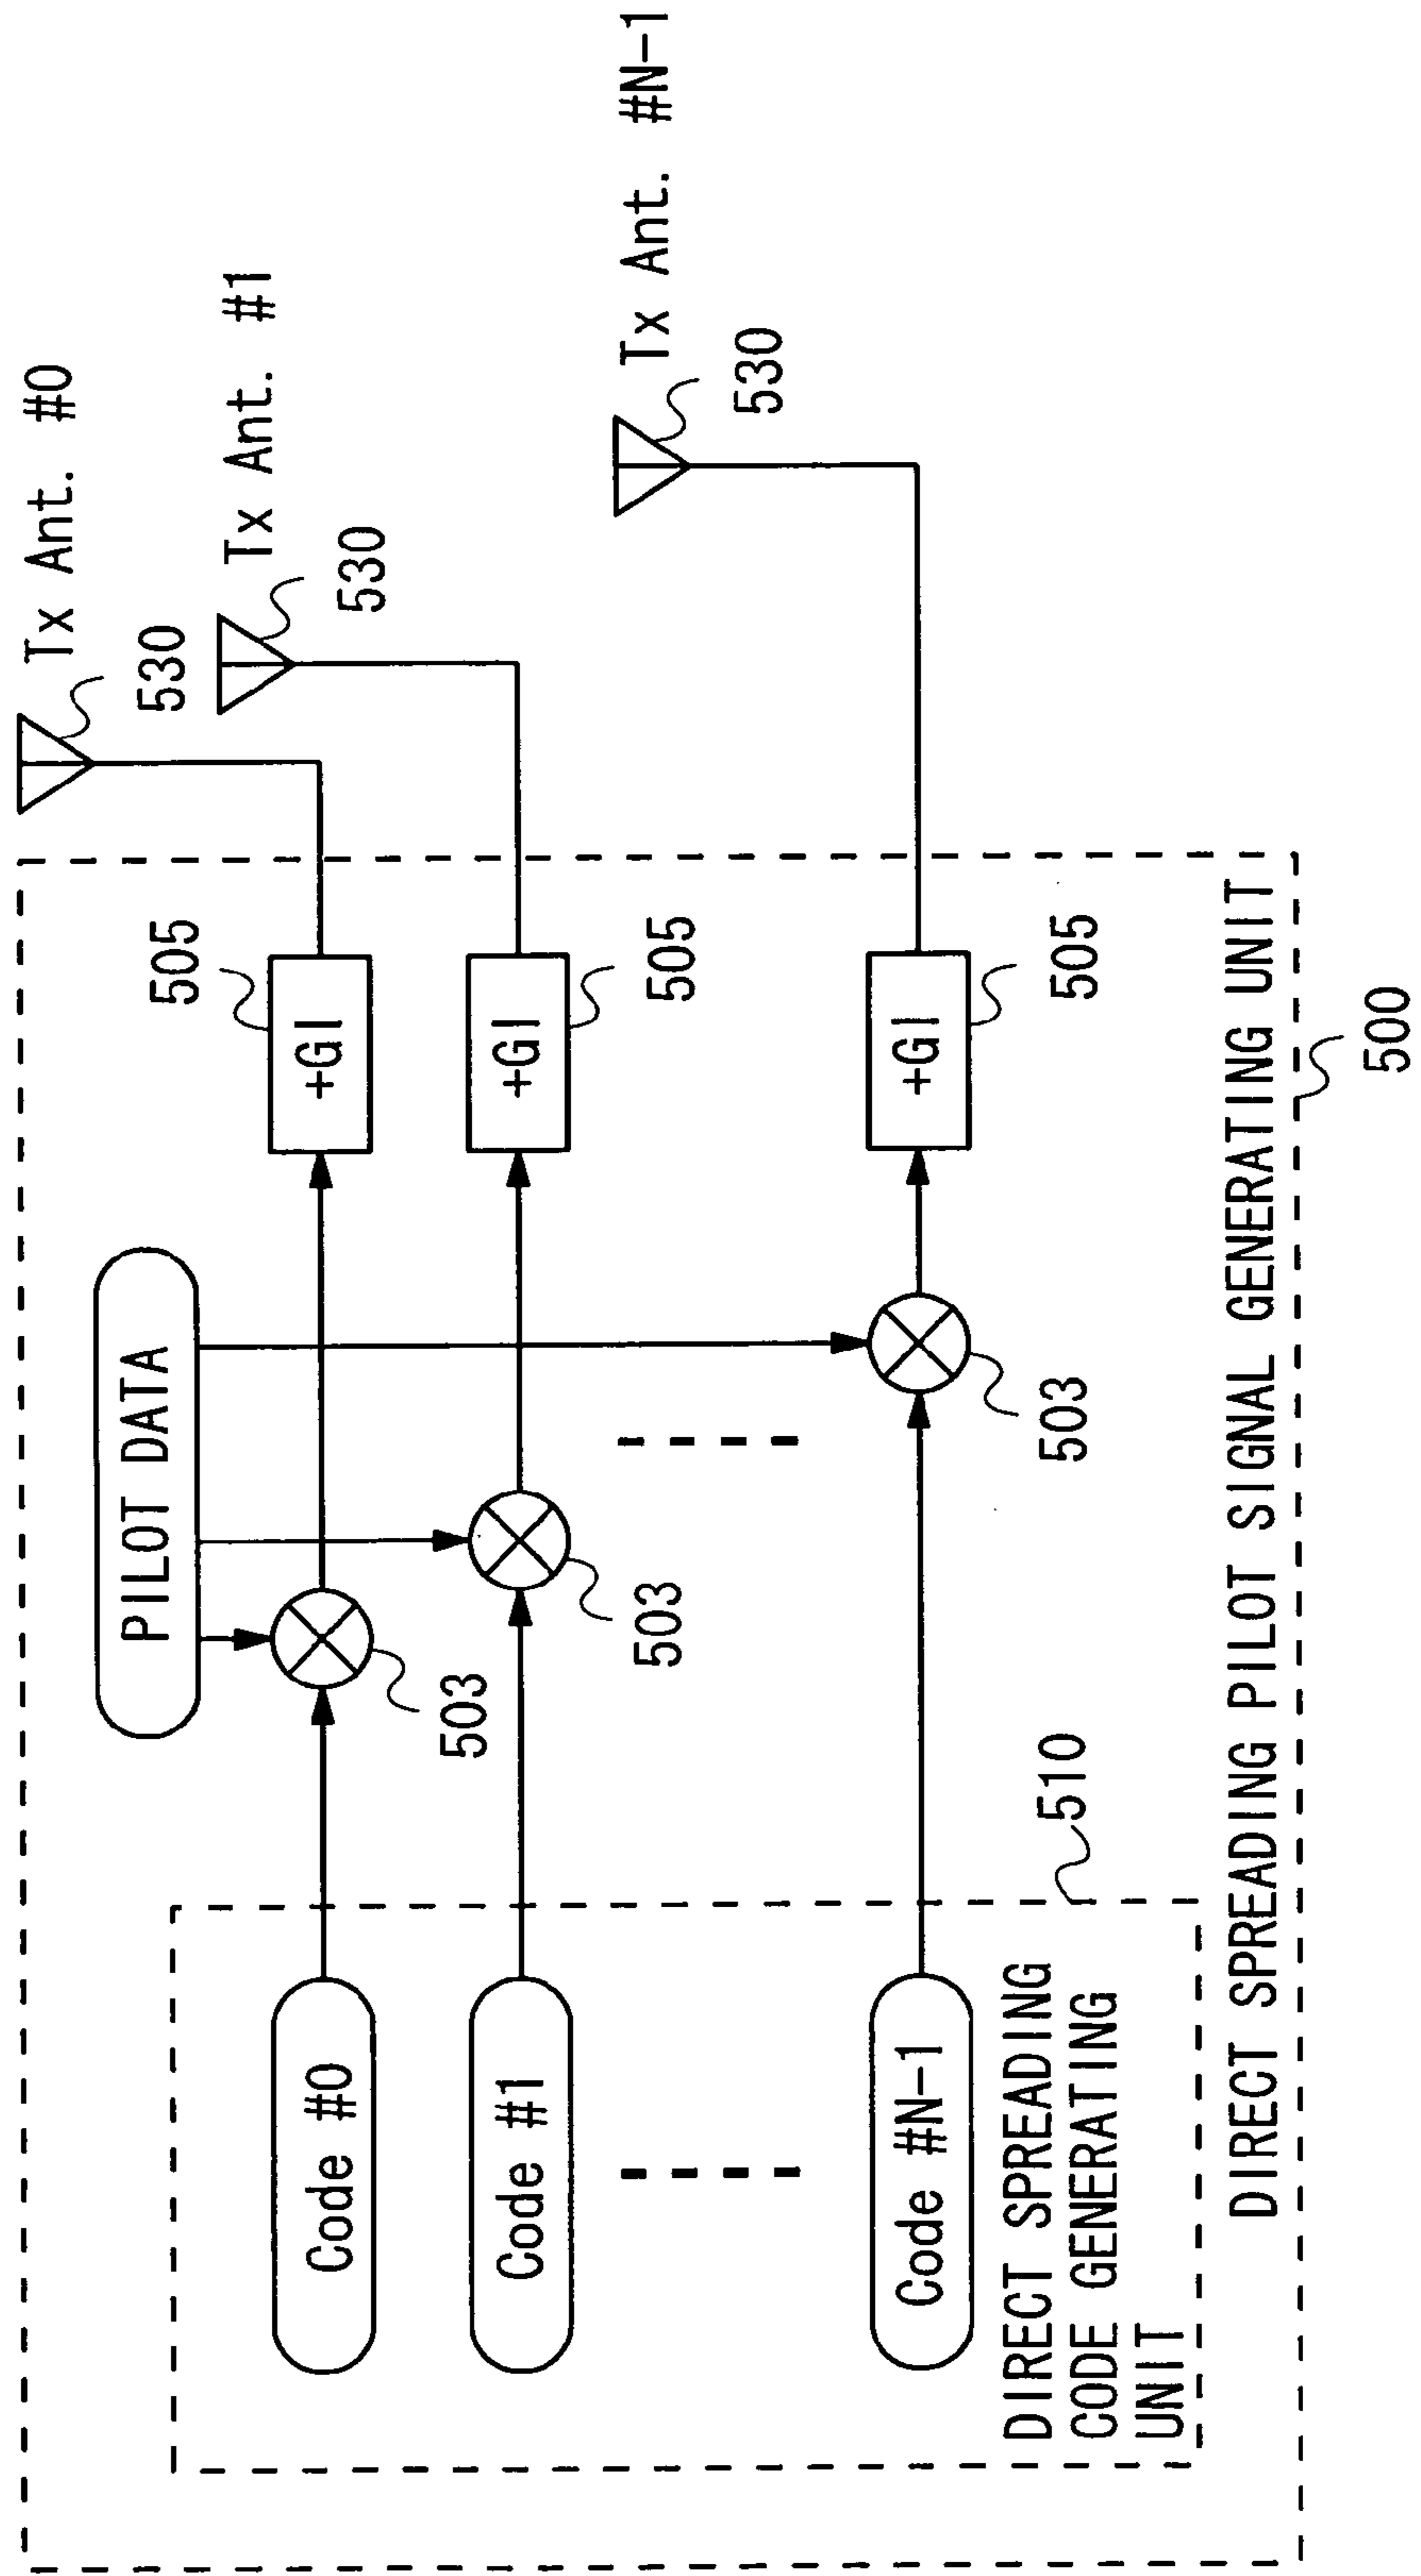 Tx Ant. #0
530
Tx Ant. #1
530
Tx Ant. #N-1
530
PILOT DATA
505
+GI
505
+GI
505
+GI
503
503
503
510
Code #0
Code #1
Code #N-1
DIRECT SPREADING
CODE GENERATING
UNIT
DIRECT SPREADING PILOT SIGNAL GENERATING UNIT
500